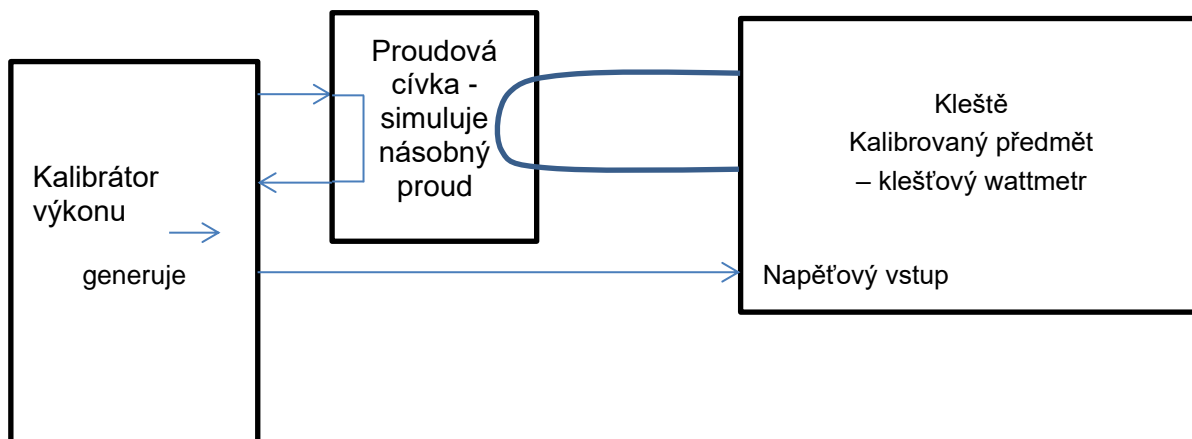 Proudová
cívka -
simuluje
násobný
proud
Kleště
Kalibrovaný předmět
– klešťový wattmetr
Kalibrátor
výkonu
generuje
Napěťový vstup